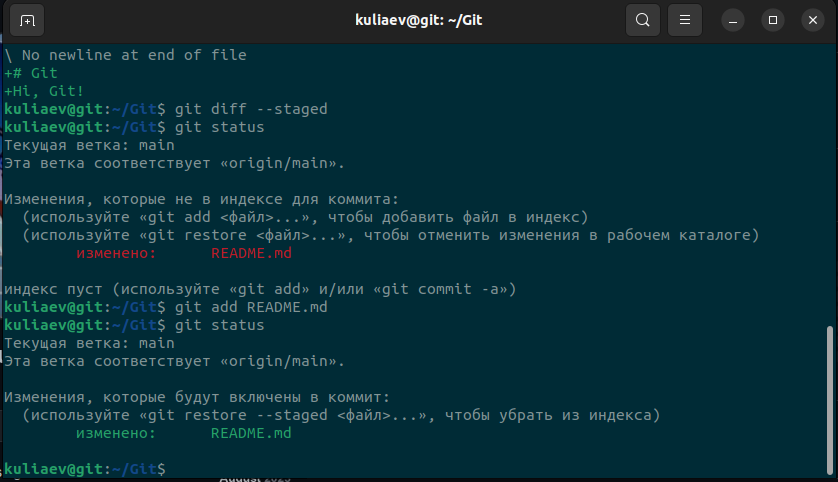 kuliaev@git: ~/Git
\ No newline at end of file
+# Git
+Hi, Git!
kuliaev@git:~/Git$ git diff --staged
kuliaev@git:~/Git$ git status
Текущая ветка: main
Эта ветка соответствует «origin/main».
Изменения, которые не в индексе для коммита:
(используйте «git add <файл>...», чтобы добавить файл в индекс)
(используйте «git restore <файл>...», чтобы отменить изменения в рабочем каталоге)
изменено: README.md
индекс пуст (используйте «git add» и/или «git commit -a»)
kuliaev@git:~/Git$ git add README.md
kuliaev@git:~/Git$ git status
Текущая ветка: main
Эта ветка соответствует «origin/main».
Изменения, которые будут включены в коммит:
(используйте «git restore --staged <файл>...», чтобы убрать из индекса)
изменено: README.md
kuliaev@git:~/Git$